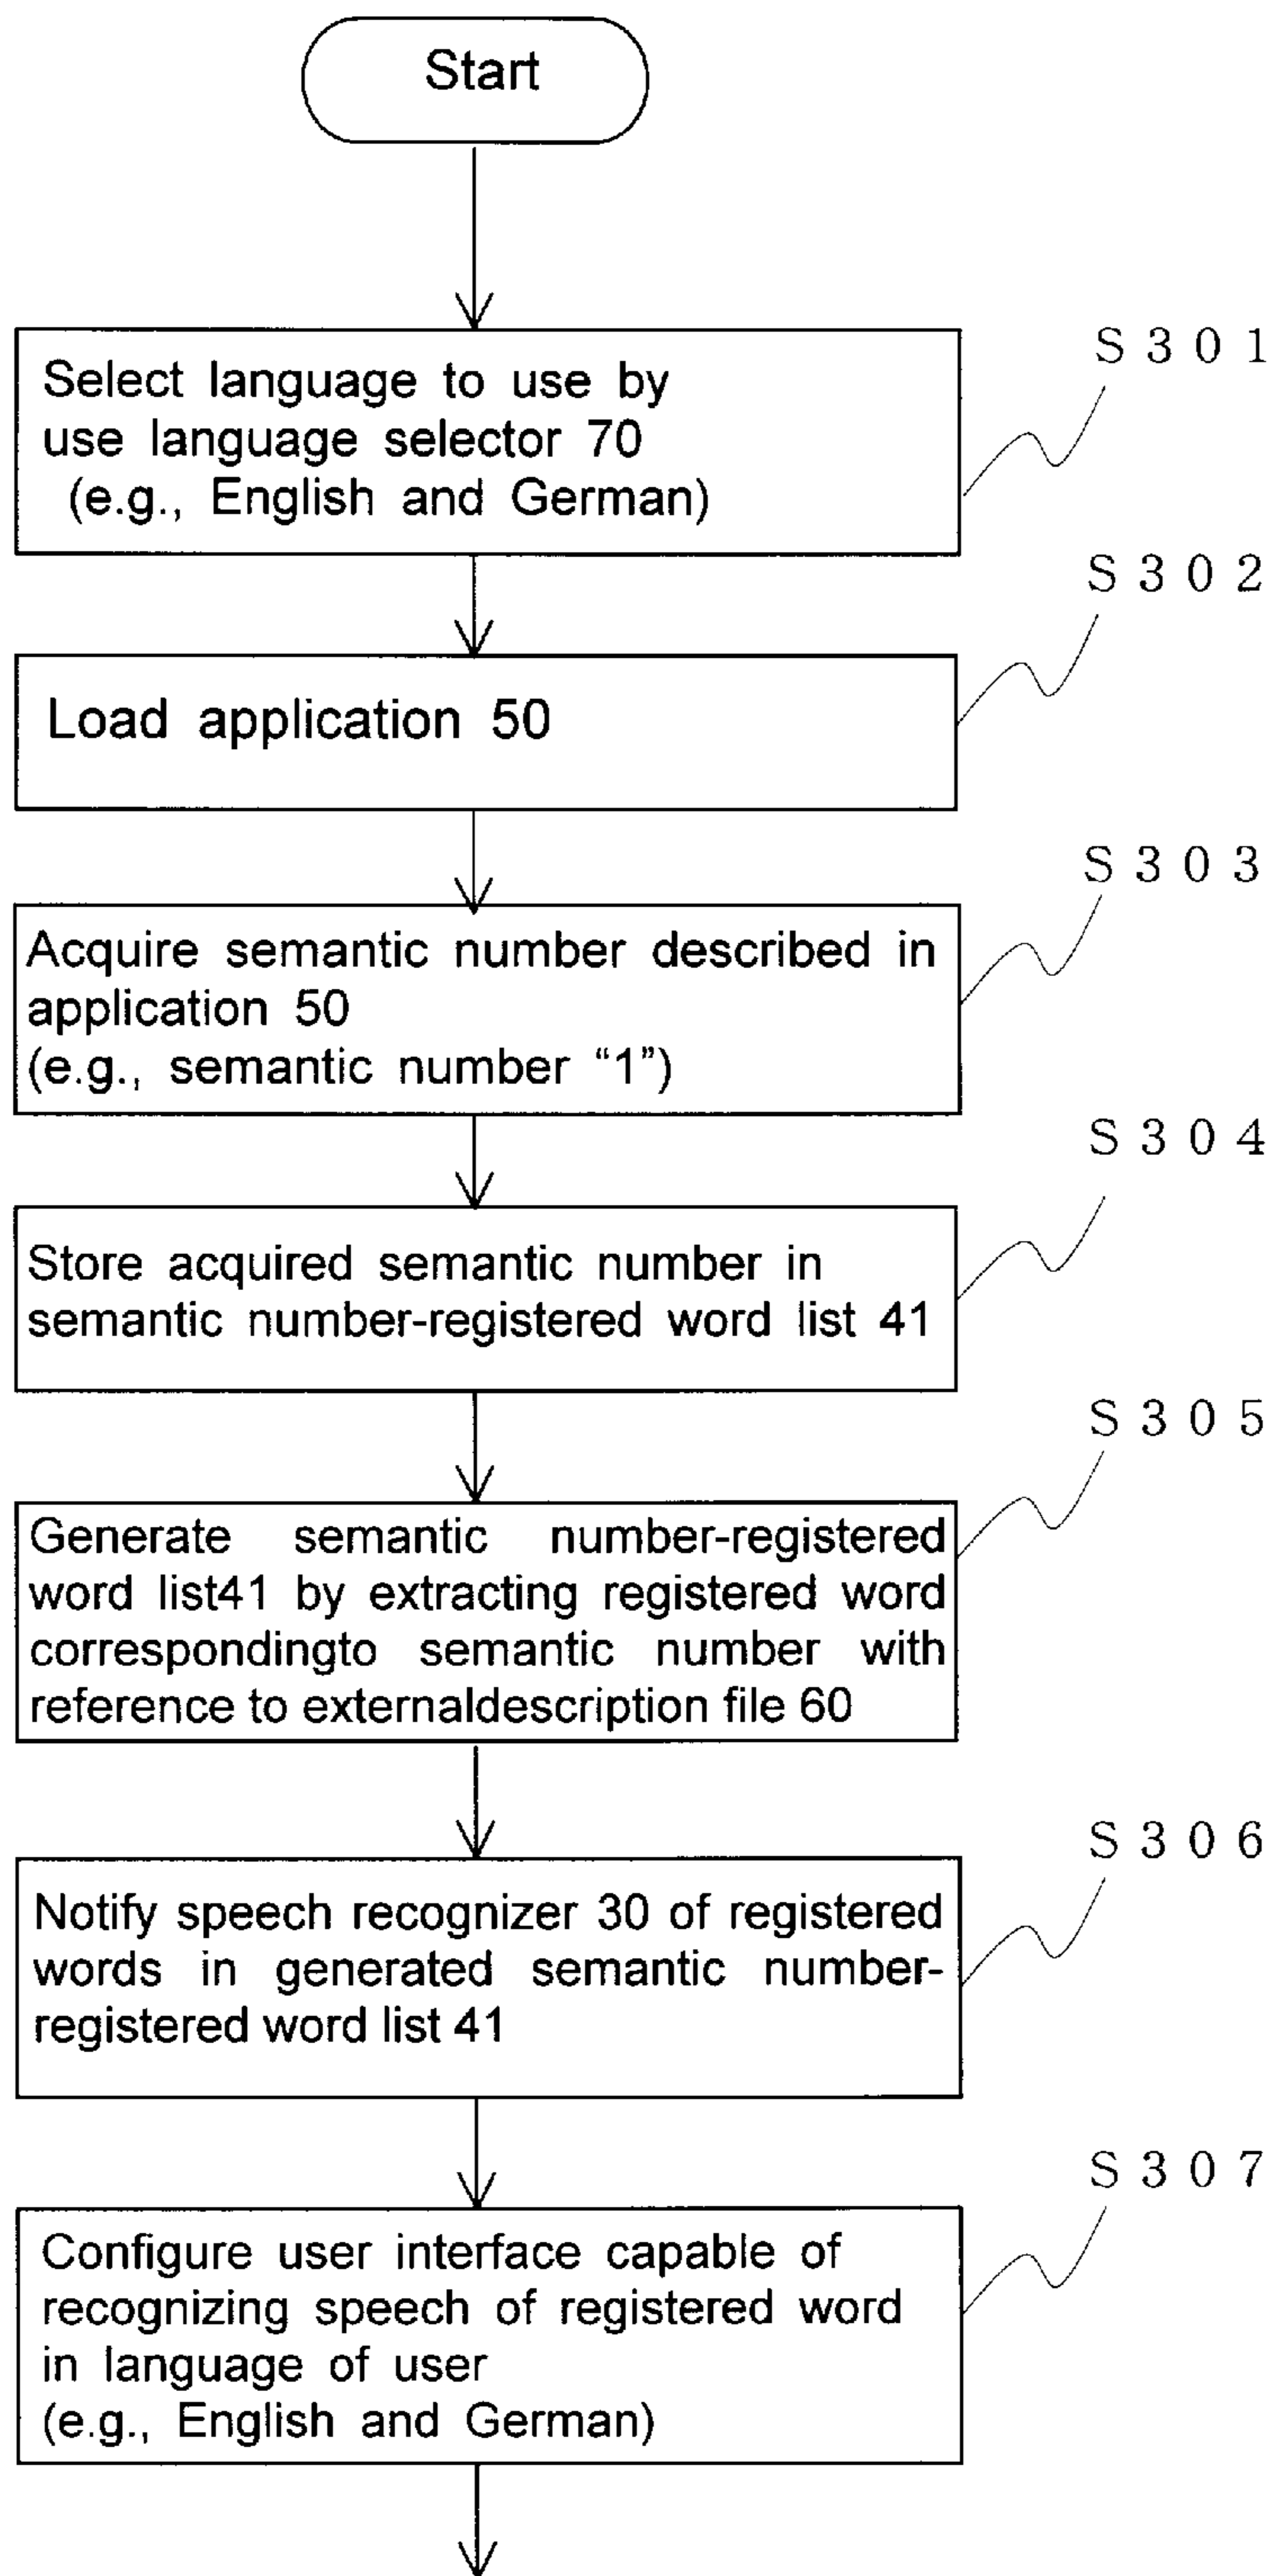 Start
S301
Select language to use by
use language selector 70
(e.g., English and German)
S302
Load application 50
S303
Acquire semantic number described in
application 50
(e.g., semantic number “1”)
S304
Store acquired semantic number in
semantic number-registered word list 41
S305
Generate semantic number-registered
word list41 by extracting registered word
correspondingto semantic number with
reference to externaldescription file 60
S306
Notify speech recognizer 30 of registered
words in generated semantic number-
registered word list 41
S307
Configure user interface capable of
recognizing speech of registered word
in language of user
(e.g., English and German)